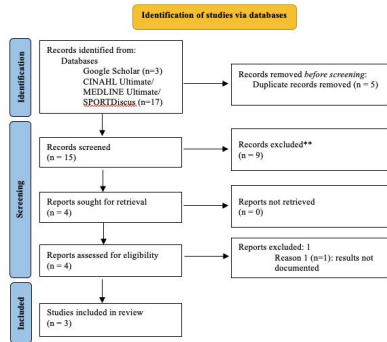 Identification of studies via databases
Identification
Records identified from:
Databases
Google Scholar (n=3)
CINAHL Ultimate/
MEDLINE Ultimate/
SPORTDiscus (n=17)
Records removed before screening:
Duplicate records removed (n = 5)
Screening
Records screened
(n = 15)
Records excluded**
(n = 9)
Reports sought for retrieval
(n = 4)
Reports not retrieved
(n = 0)
Reports assessed for eligibility
(n = 4)
Reports excluded: 1
Reason 1 (n=1): results not
documented
Included
Studies included in review
(n = 3)